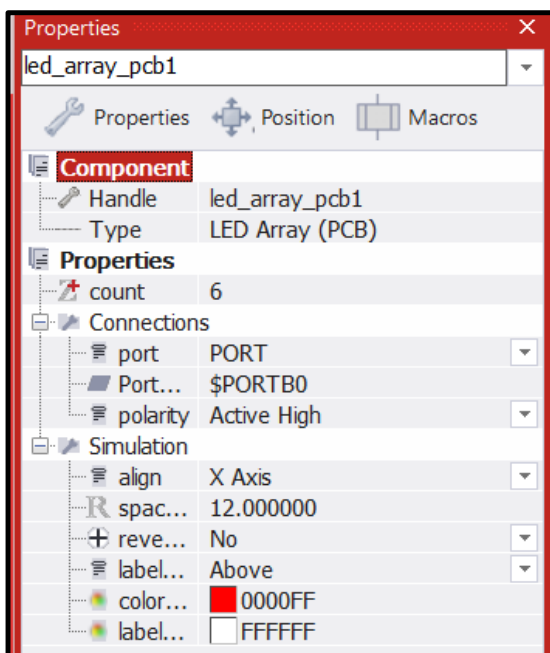 Properties
led_array_pcb1
Properties Position Macros
Component
Handle led_array_pcb1
Type LED Array (PCB)
Properties
count 6
Connections
port PORT
Port... $PORTB0
polarity Active High
Simulation
align X Axis
spac... 12.000000
reve... No
label... Above
color... 0000FF
label... FFFFFF